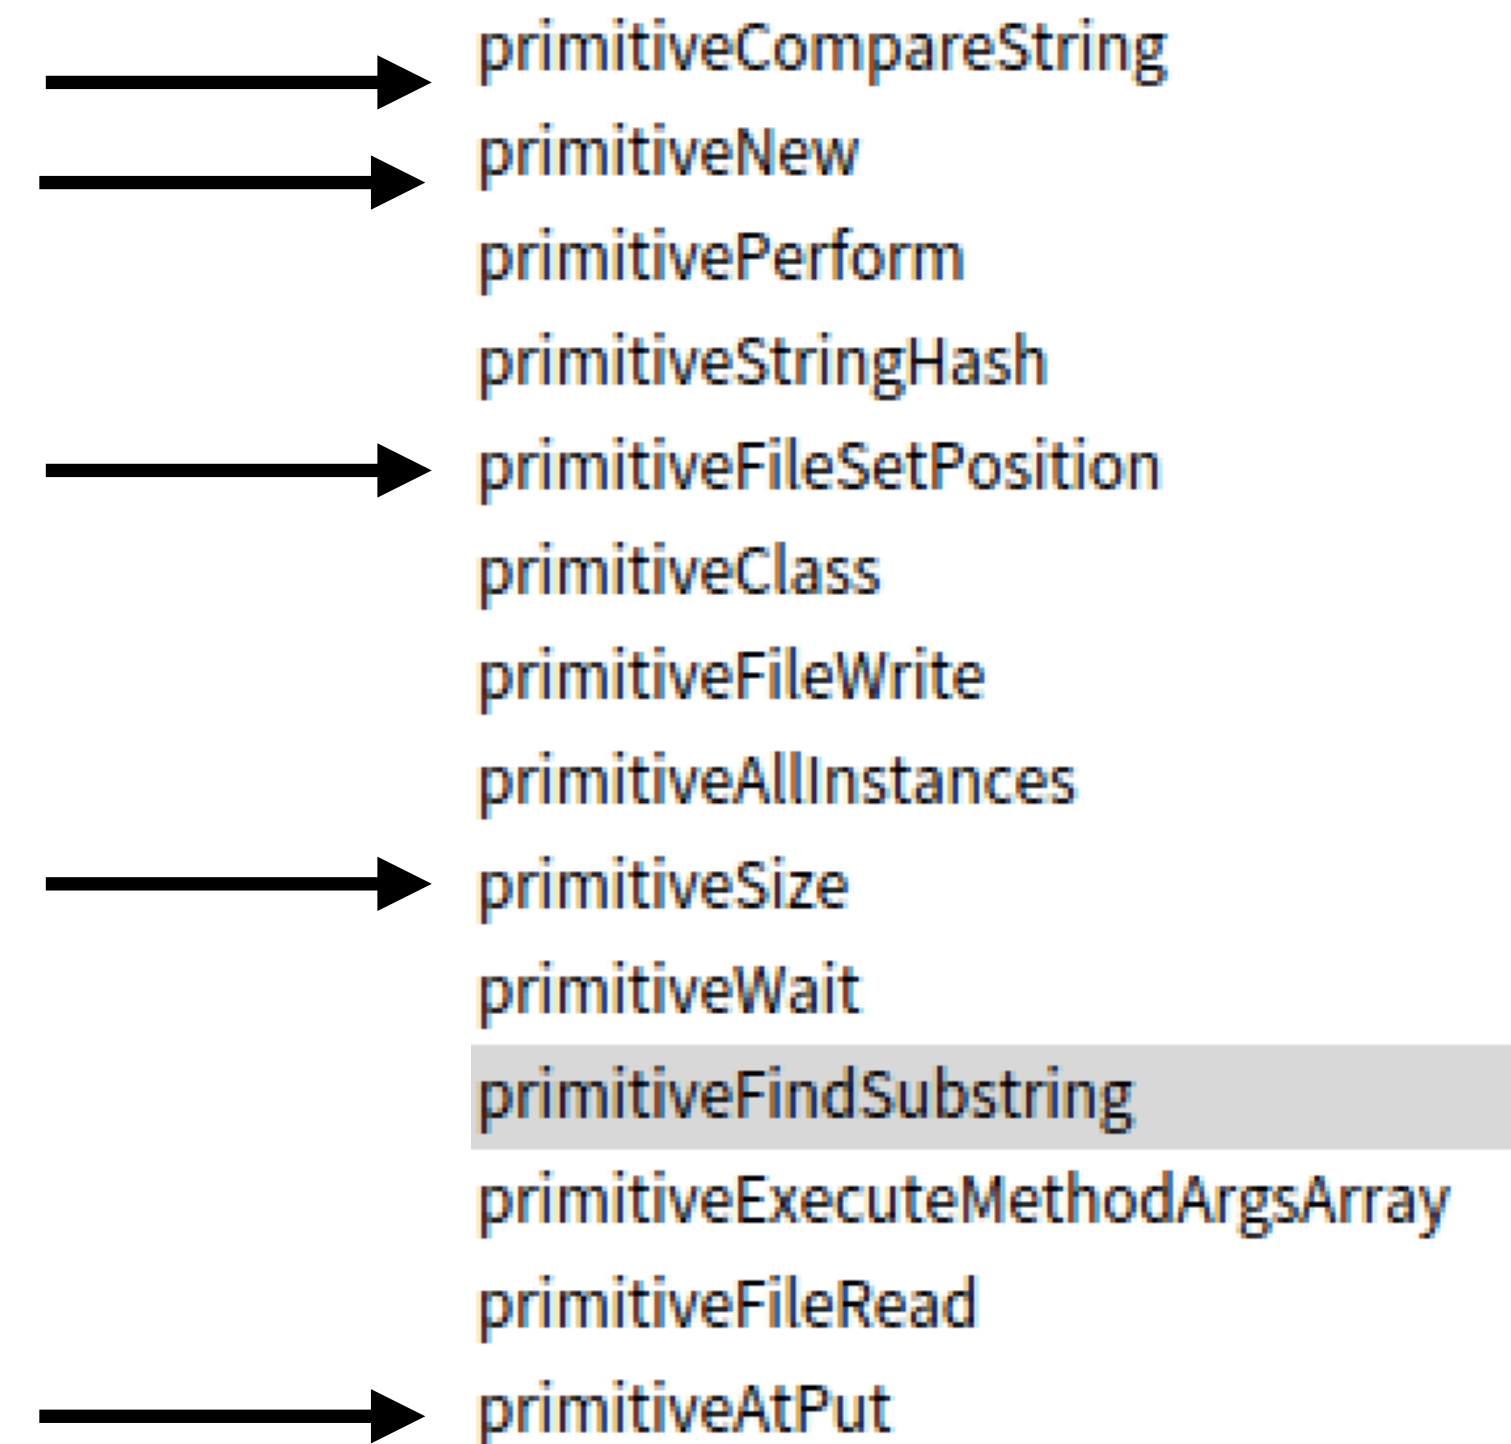 primitiveCompareString
primitiveNew
primitivePerform
primitiveStringHash
primitiveFileSetPosition
primitiveClass
primitiveFileWrite
primitiveAllInstances
primitiveSize
primitiveWait
primitiveFindSubstring
primitiveExecuteMethodArgsArray
primitiveFileRead
primitiveAtPut